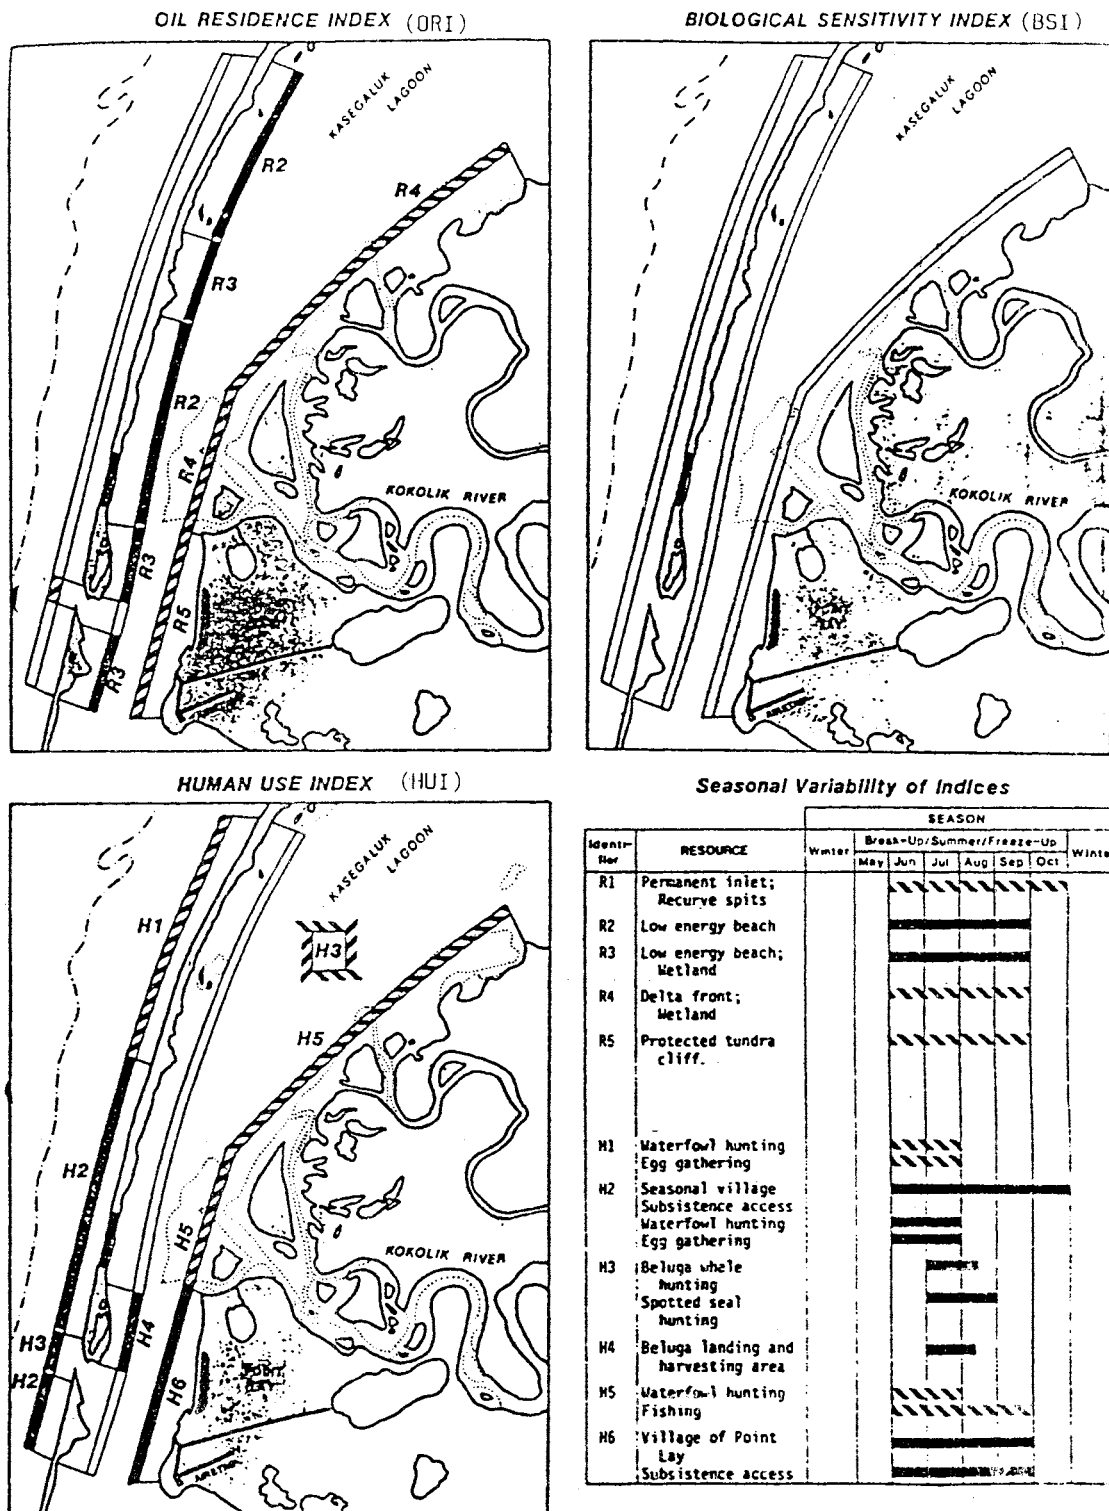 OIL RESIDENCE INDEX (ORI)
KASEGALUK
LAGOON
R2
R4
R3
R2
R4
KOKOLIK RIVER
R3
R5
R3
BIOLOGICAL SENSITIVITY INDEX (BSI)
KASEGALUK
LAGOON
KOKOLIK RIVER
HUMAN USE INDEX (HUI)
KASEGALUK
LAGOON
H1
H3
H5
H2
H5
KOKOLIK RIVER
H4
H3
H2
H6
Seasonal Variability of Indices
SEASON
Identi-
fier
RESOURCE
Winter
Break-Up/Summer/Freeze-Up
Winter
May Jun Jul Aug Sep Oct
R1 Permanent inlet;
Recurve spits
R2 Low energy beach
R3 Low energy beach;
Wetland
R4 Delta front;
Wetland
R5 Protected tundra
cliff.
H1 Waterfowl hunting
Egg gathering
H2 Seasonal village
Subsistence access
Waterfowl hunting
Egg gathering
H3 Beluga whale
hunting
Spotted seal
hunting
H4 Beluga landing and
harvesting area
H5 Waterfowl hunting
Fishing
H6 Village of Point
Lay
Subsistence access